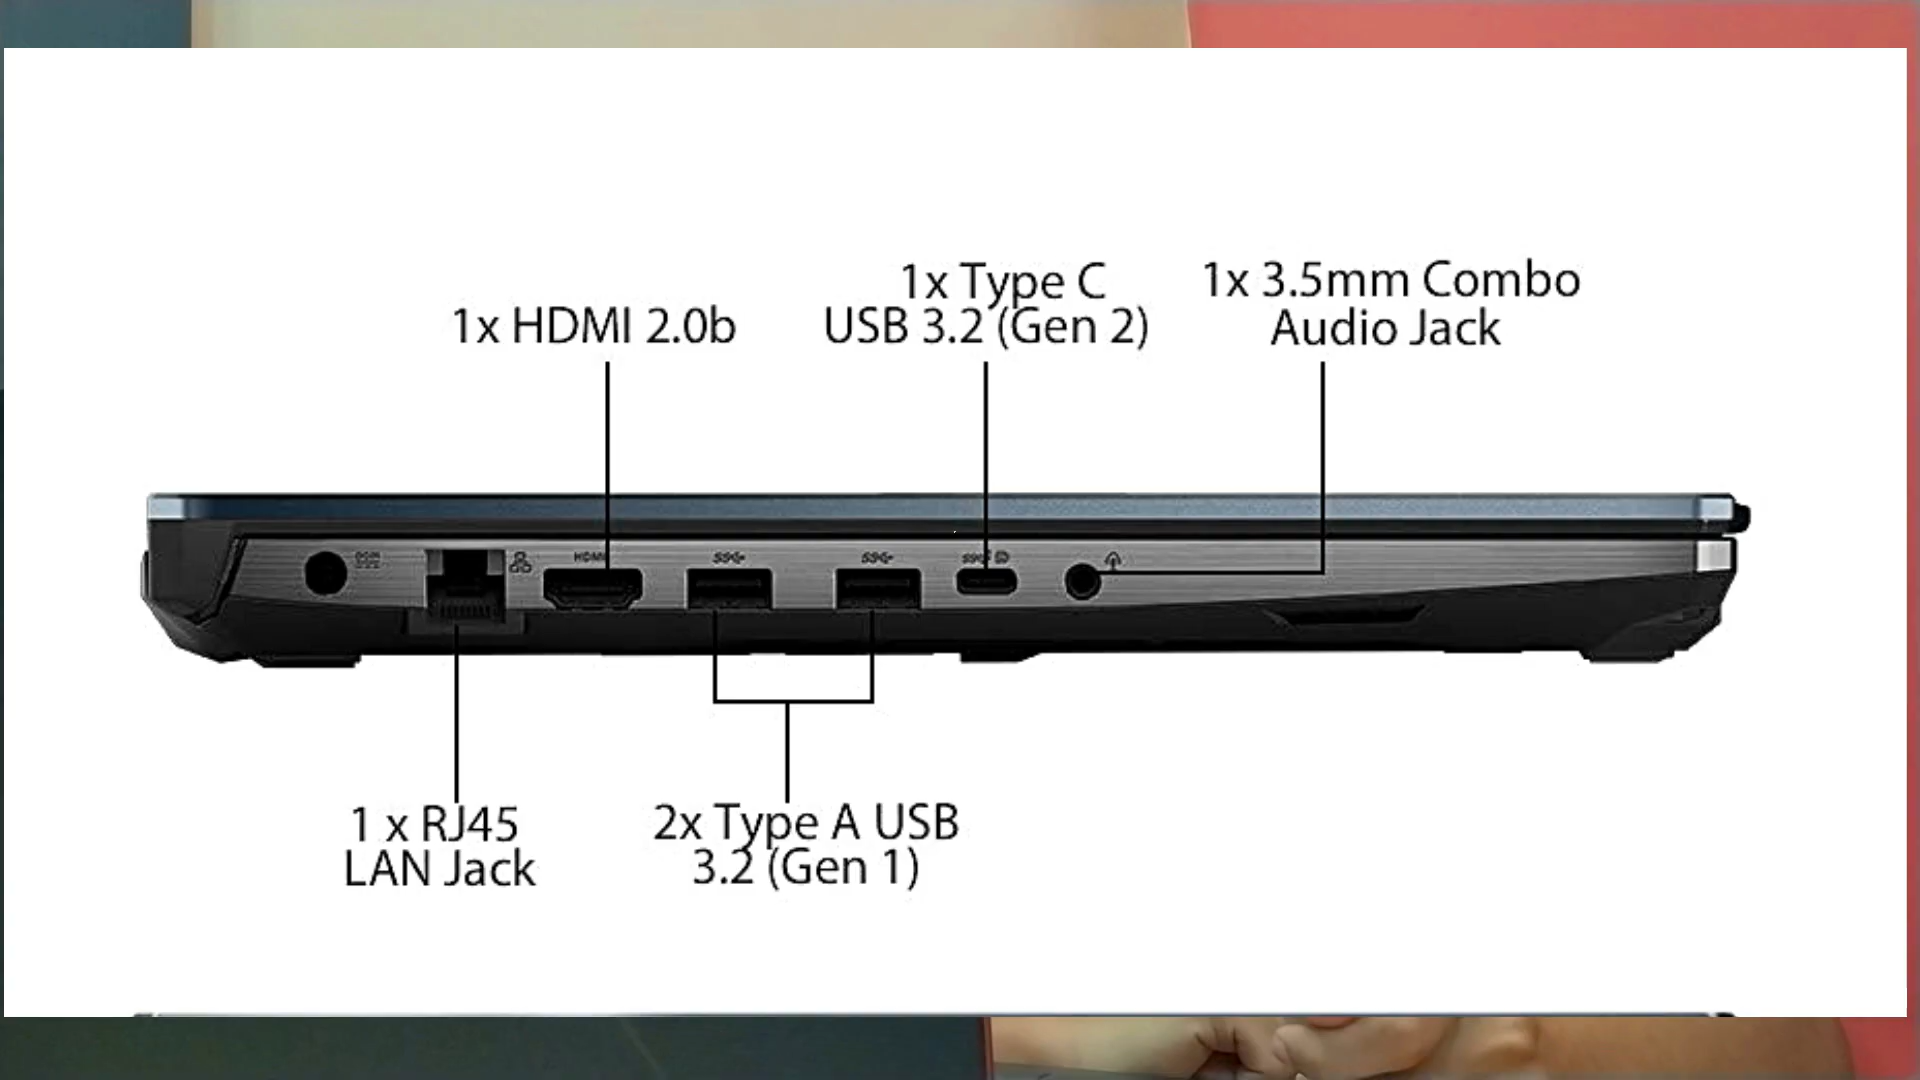 1x HDMI 2.0b
1x Type C
USB 3.2 (Gen 2)
1x 3.5mm Combo
Audio Jack
HDMI
1 x RJ45
LAN Jack
2x Type A USB
3.2 (Gen 1)